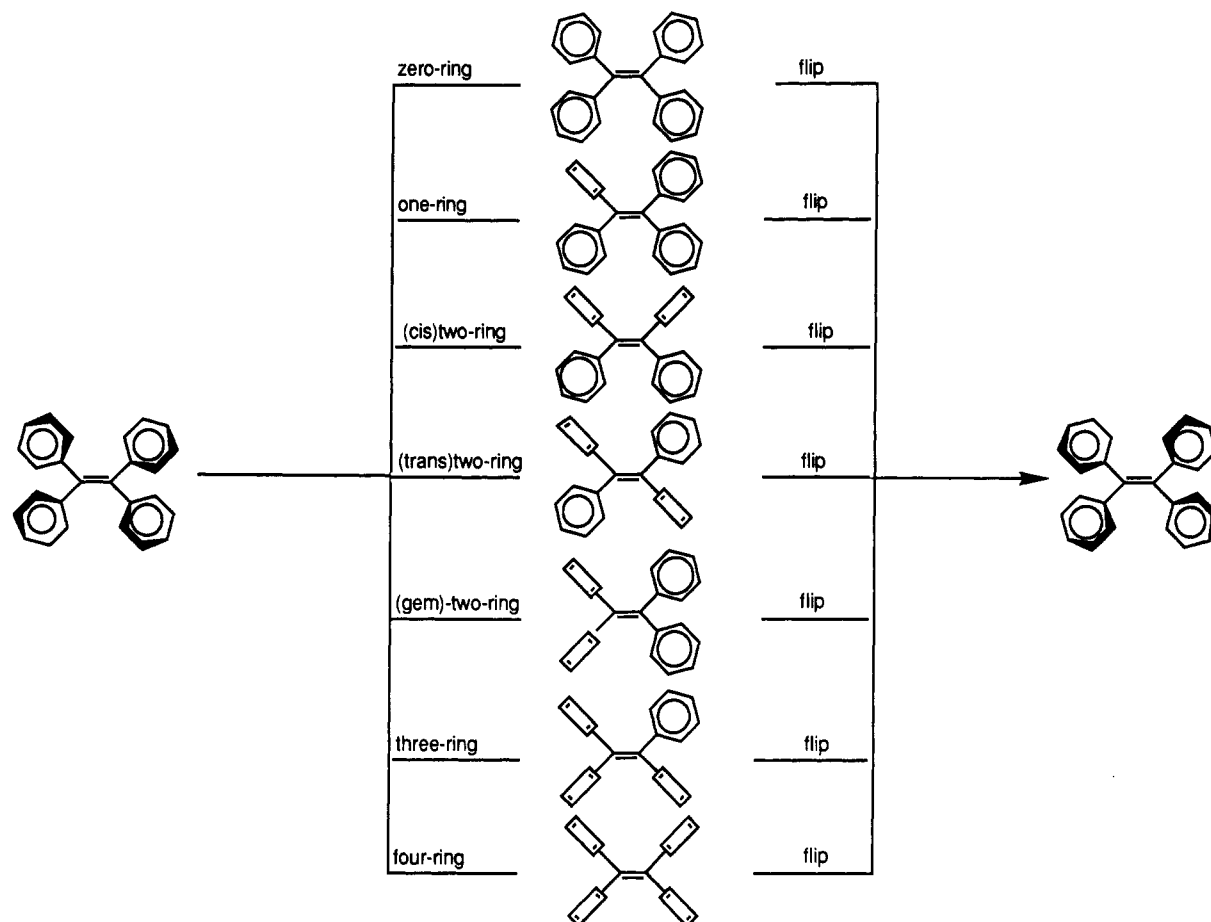 zero-ring flip
one-ring flip
(cis)two-ring flip
(trans)two-ring flip
(gem)-two-ring flip
three-ring flip
four-ring flip